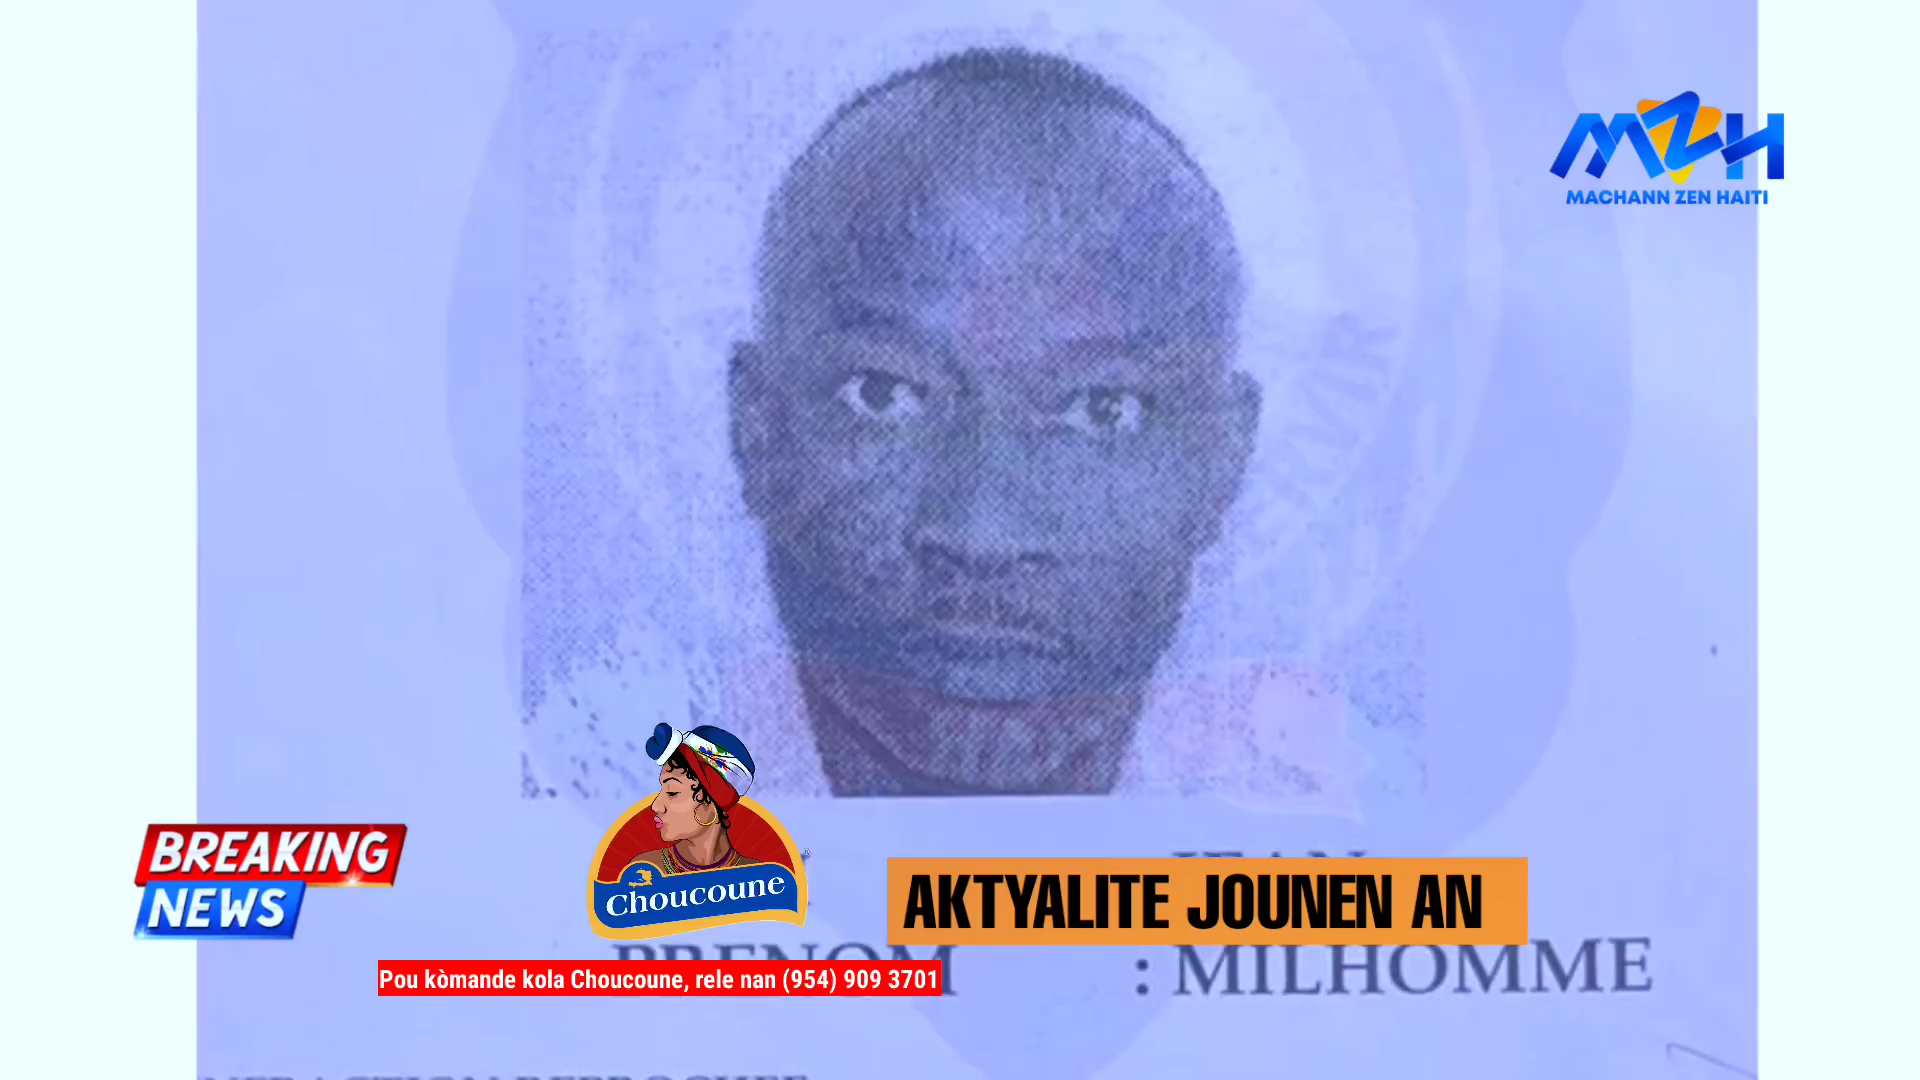 MZH
MACHANN ZEN HAITI
BREAKING
NEWS
Choucoune
AKTYALITE JOUNEN AN
PRENOM : MILHOMME
Pou kòmande kola Choucoune, rele nan (954) 909 3701